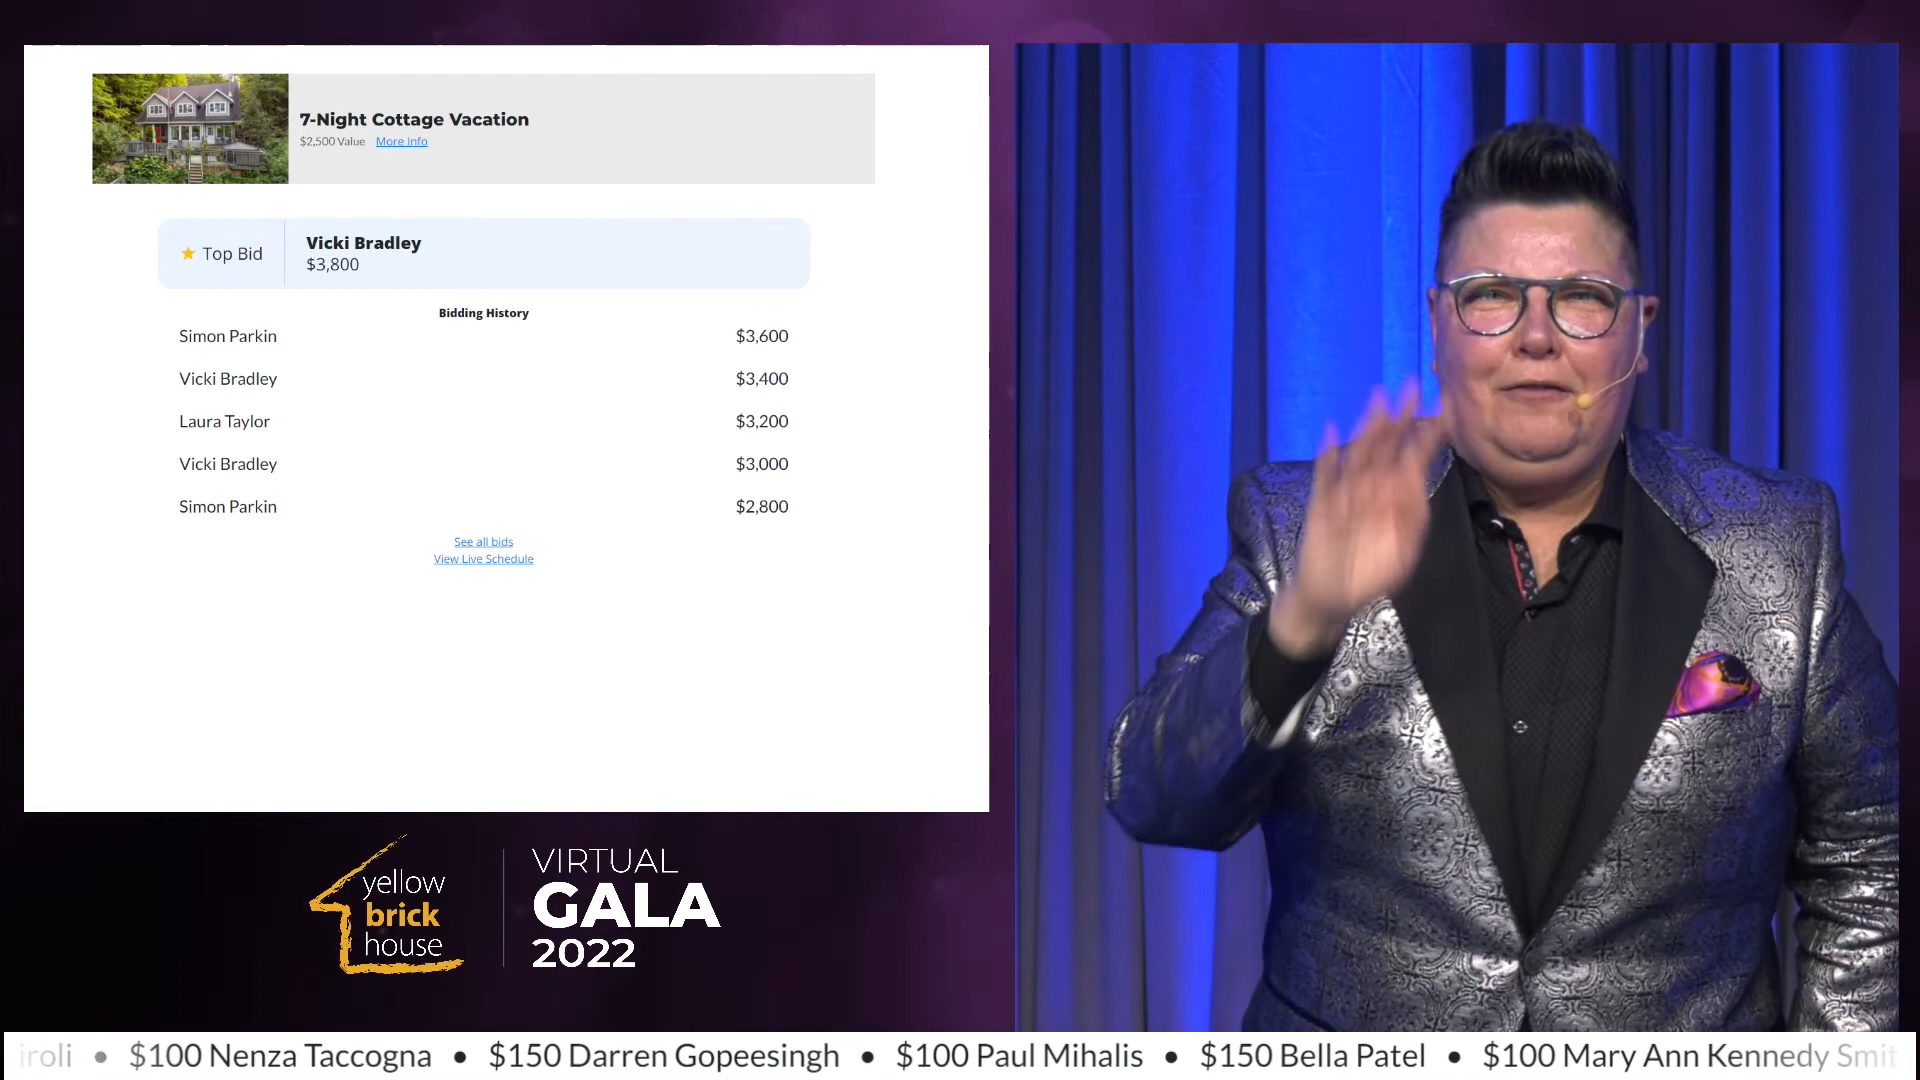 7-Night Cottage Vacation
$2,500 Value More Info
★ Top Bid
Vicki Bradley
$3,800
Bidding History
Simon Parkin $3,600
Vicki Bradley $3,400
Laura Taylor $3,200
Vicki Bradley $3,000
Simon Parkin $2,800
See all bids
View Live Schedule
yellow
brick
house
VIRTUAL
GALA
2022
iroli • $100 Nenza Taccogna • $150 Darren Gopeesingh • $100 Paul Mihalis • $150 Bella Patel • $100 Mary Ann Kennedy Smit